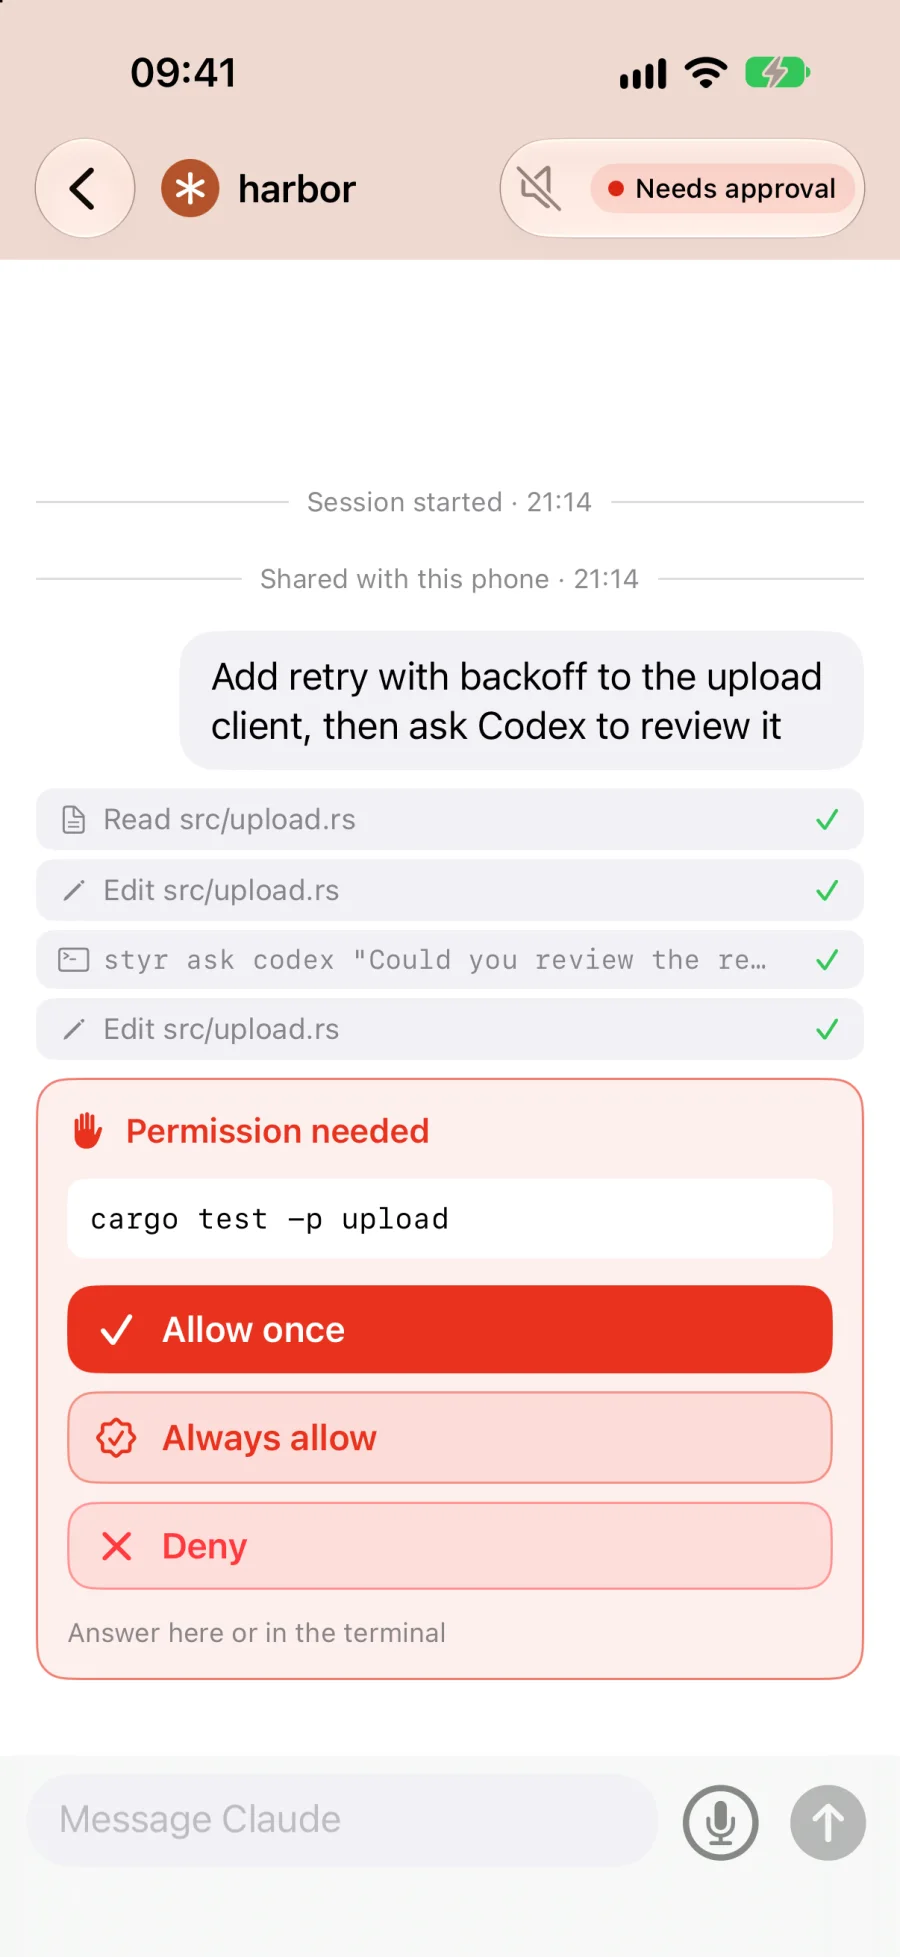 09:41
harbor
Needs approval
Session started · 21:14
Shared with this phone · 21:14
Add retry with backoff to the upload
client, then ask Codex to review it
Read src/upload.rs
Edit src/upload.rs
styr ask codex "Could you review the re…
Edit src/upload.rs
Permission needed
cargo test –p upload
Allow once
Always allow
Deny
Answer here or in the terminal
Message Claude